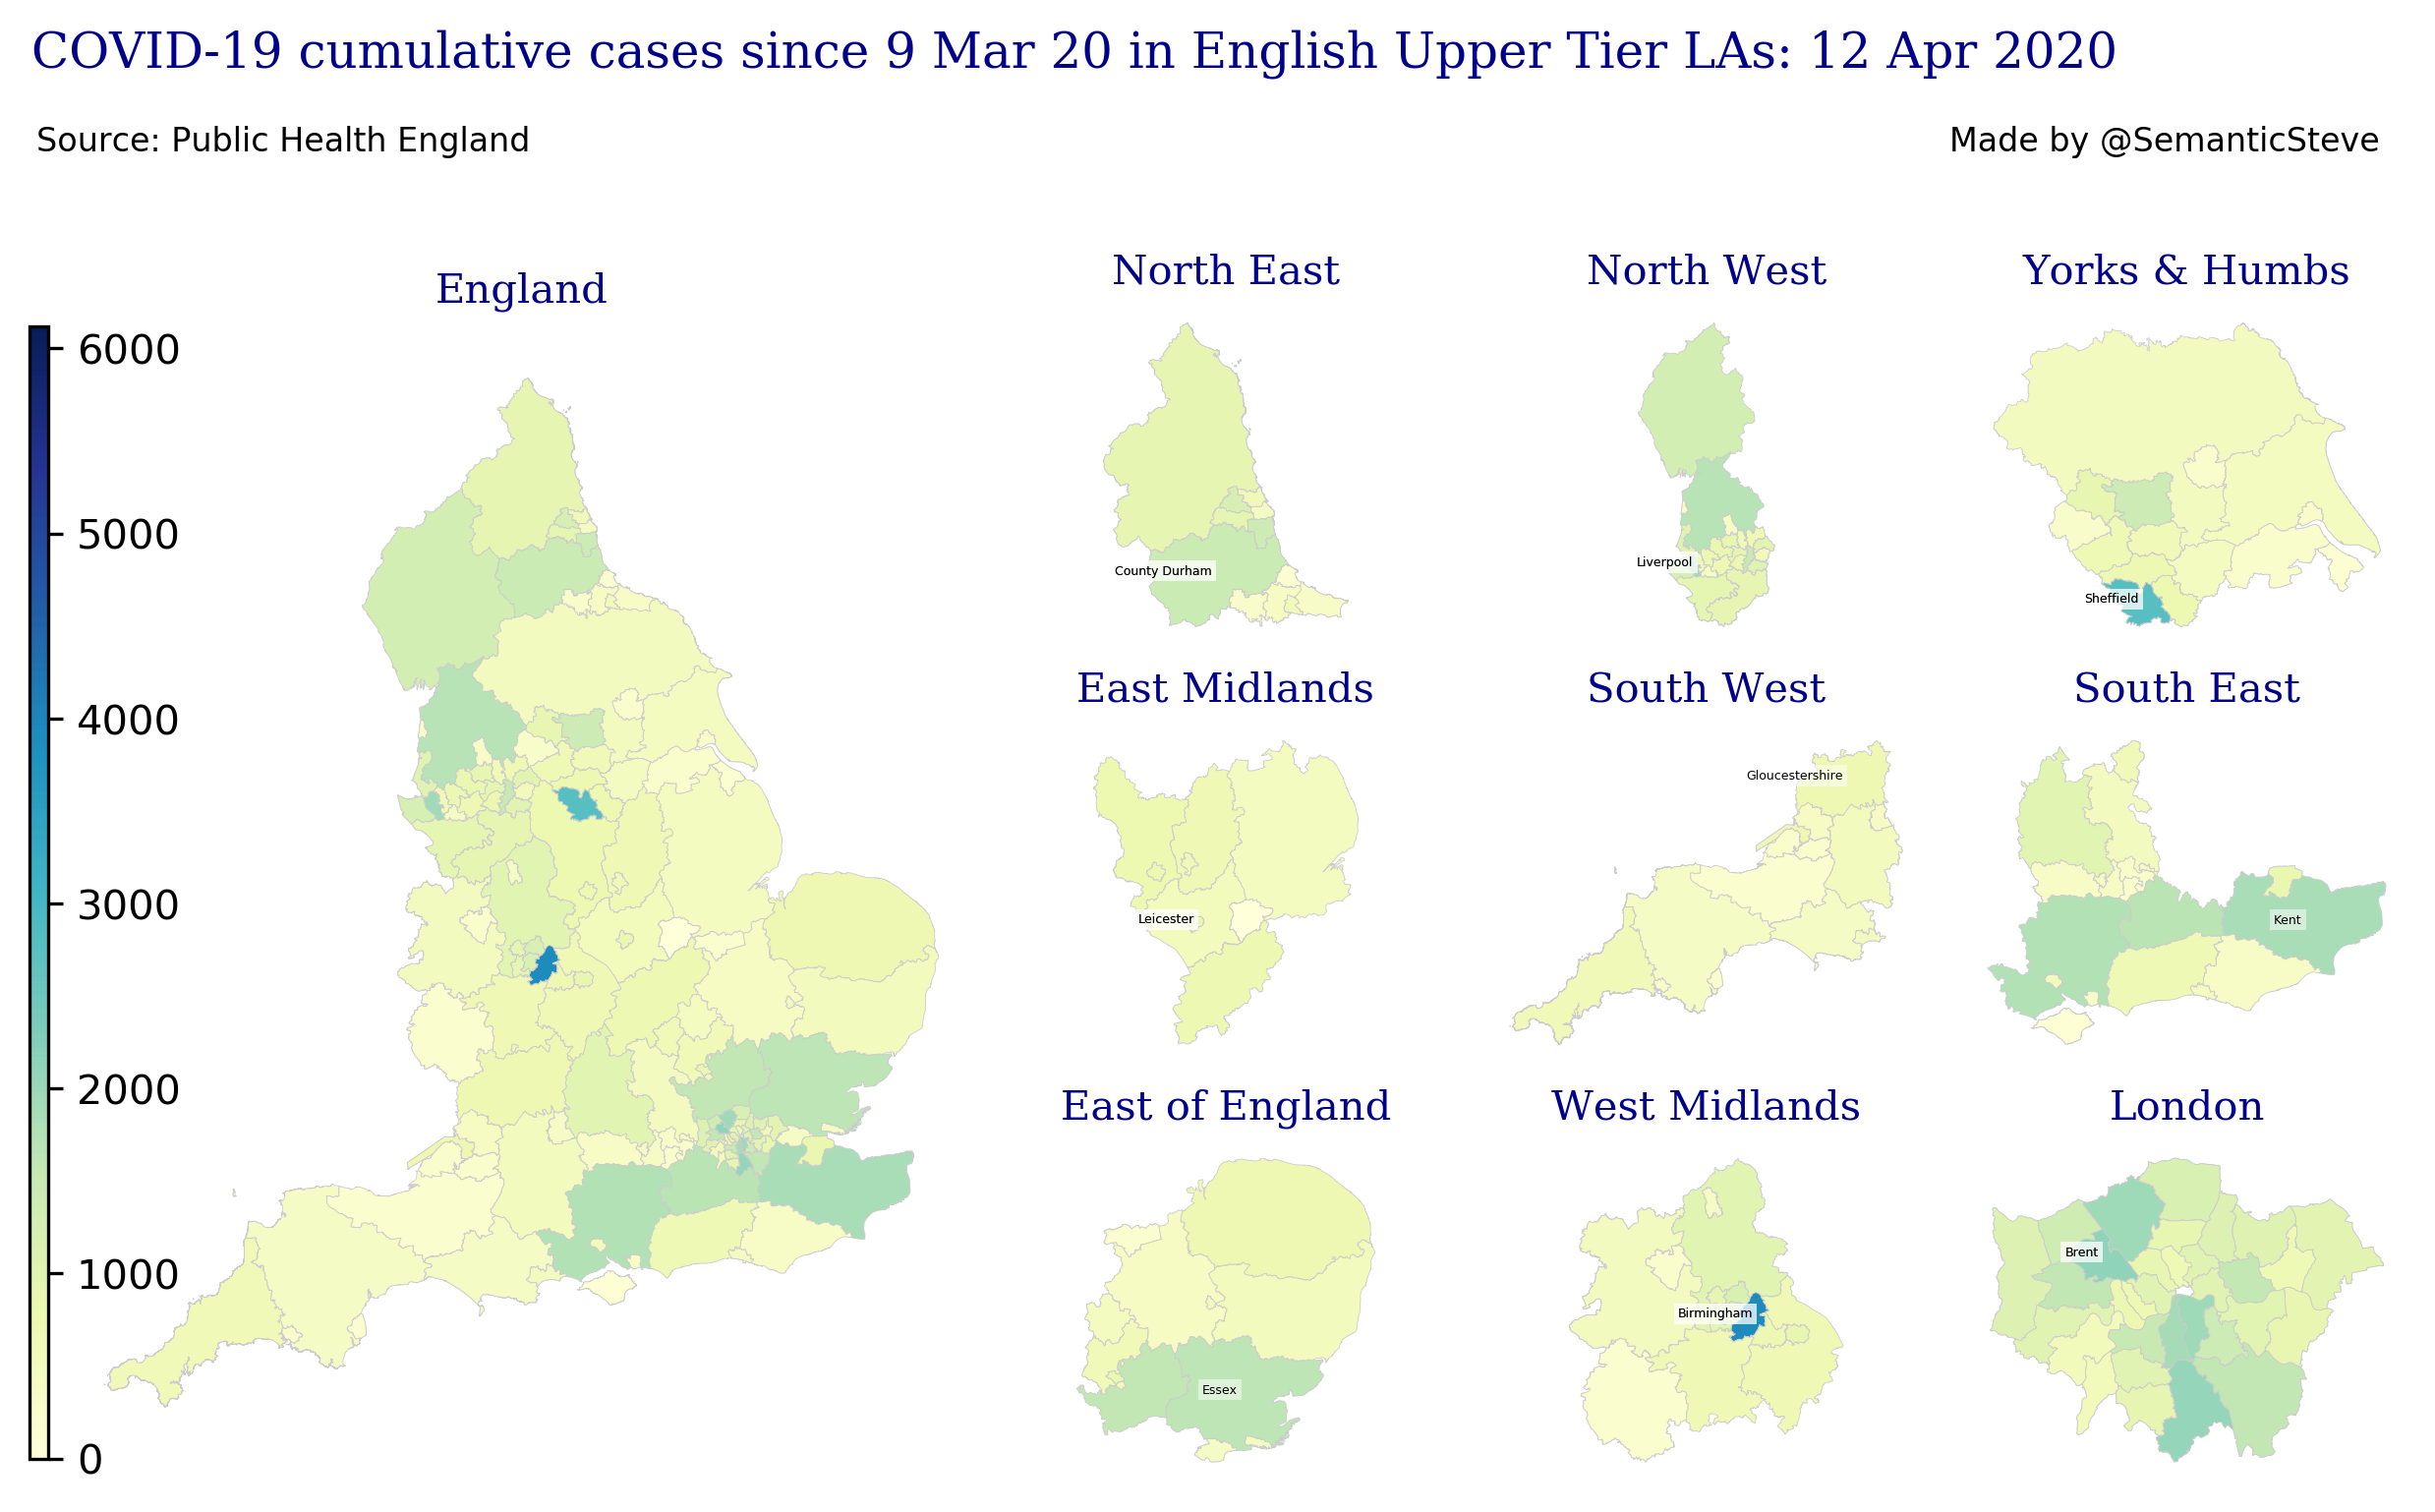 COVID-19 cumulative cases since 9 Mar 20 in English Upper Tier LAs: 12 Apr 2020
Source: Public Health England
Made by @SemanticSteve
England
6000
5000
4000
3000
2000
1000
0
North East
County Durham
North West
Liverpool
Yorks & Humbs
Sheffield
East Midlands
Leicester
South West
Gloucestershire
South East
Kent
East of England
Essex
West Midlands
Birmingham
London
Brent